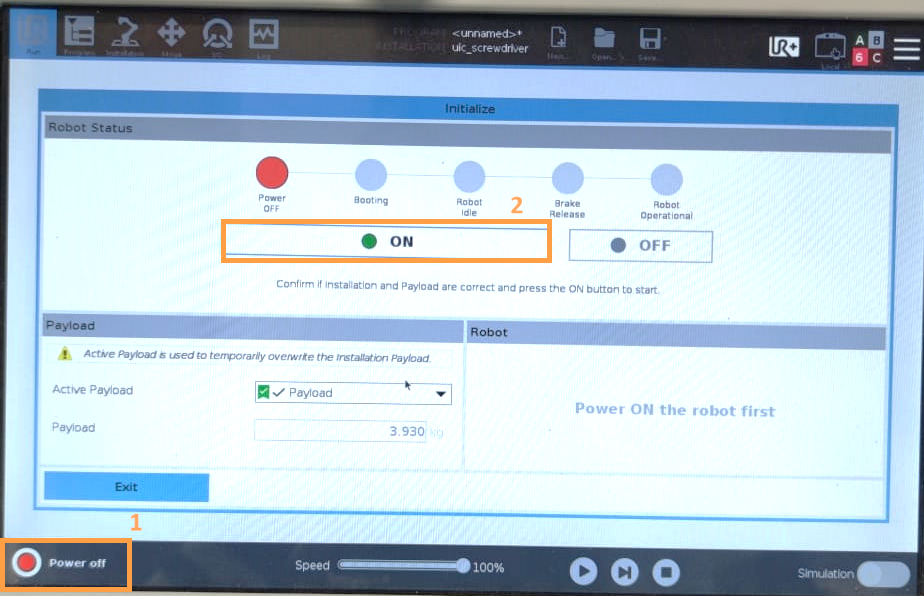 UR
PROGRAM <unnamed>*
INSTALLATION ulc_screwdriver
Run Program Installation Move I/O Log
New... Open... Save...
UR+
Local
A B
6 C
Initialize
Robot Status
Power OFF
Booting
Robot Idle
Brake Release
Robot Operational
2
ON
OFF
Confirm if Installation and Payload are correct and press the ON button to start.
Payload
Robot
Active Payload is used to temporarily overwrite the Installation Payload.
Active Payload
Payload
Payload
3.930 KG
Power ON the robot first
Exit
1
Power off
Speed
100%
Simulation